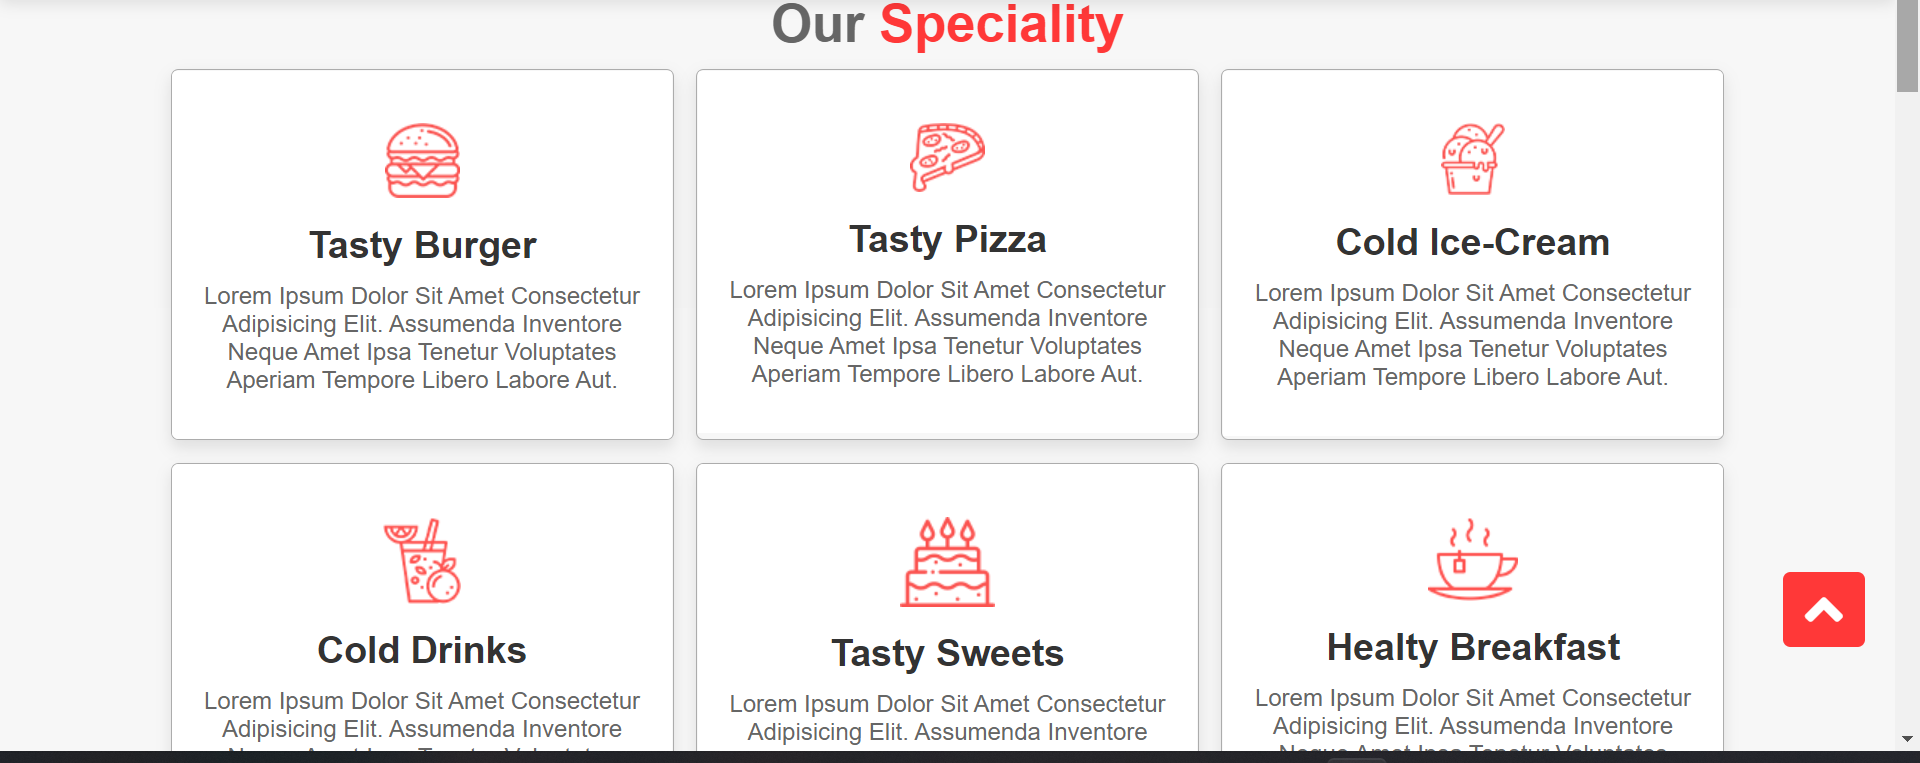 Our Speciality
Tasty Burger
Lorem Ipsum Dolor Sit Amet Consectetur
Adipisicing Elit. Assumenda Inventore
Neque Amet Ipsa Tenetur Voluptates
Aperiam Tempore Libero Labore Aut.
Tasty Pizza
Lorem Ipsum Dolor Sit Amet Consectetur
Adipisicing Elit. Assumenda Inventore
Neque Amet Ipsa Tenetur Voluptates
Aperiam Tempore Libero Labore Aut.
Cold Ice-Cream
Lorem Ipsum Dolor Sit Amet Consectetur
Adipisicing Elit. Assumenda Inventore
Neque Amet Ipsa Tenetur Voluptates
Aperiam Tempore Libero Labore Aut.
Cold Drinks
Lorem Ipsum Dolor Sit Amet Consectetur
Adipisicing Elit. Assumenda Inventore
Tasty Sweets
Lorem Ipsum Dolor Sit Amet Consectetur
Adipisicing Elit. Assumenda Inventore
Healty Breakfast
Lorem Ipsum Dolor Sit Amet Consectetur
Adipisicing Elit. Assumenda Inventore
Neque Amet Ipsa Tenetur Voluptates